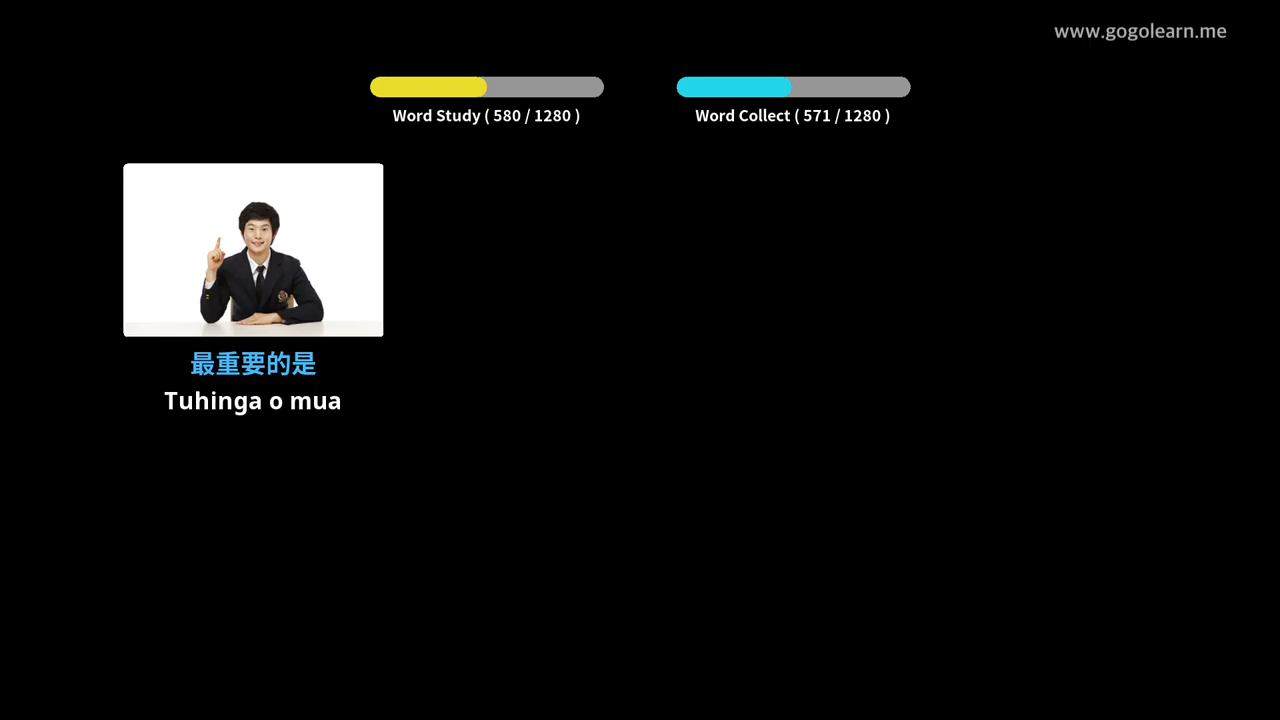 www.gogolearn.me
Word Study ( 580 / 1280 )
Word Collect ( 571 / 1280 )
最重要的是
Tuhinga o mua